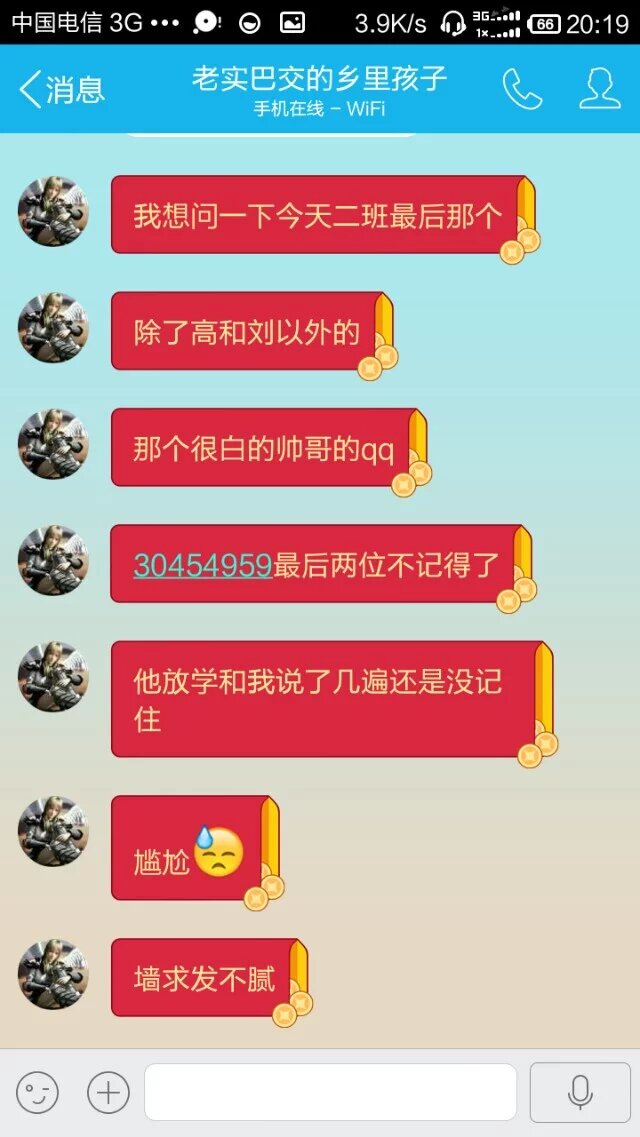 中国电信 3G ••• 3.9K/s 3G 1x 66 20:19
消息
老实巴交的乡里孩子
手机在线 – WiFi
我想问一下今天二班最后那个
除了高和刘以外的
那个很白的帅哥的qq
30454959最后两位不记得了
他放学和我说了几遍还是没记
住
尴尬
墙求发不腻